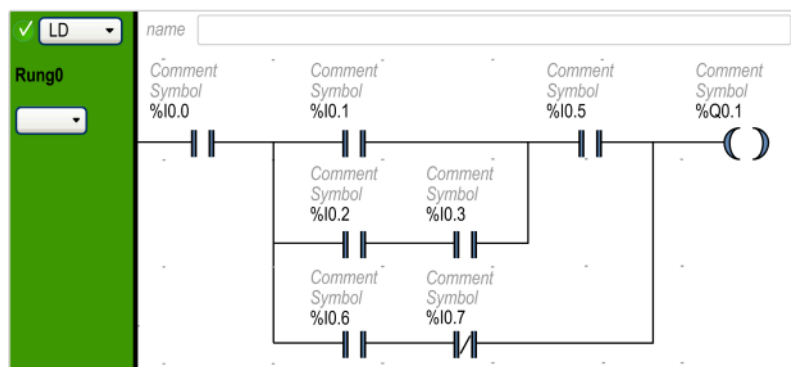 LD name
Rung0
Comment Comment Comment Comment
Symbol Symbol Symbol Symbol
%I0.0 %I0.1 %I0.5 %Q0.1
Comment Comment
Symbol Symbol
%I0.2 %I0.3
Comment Comment
Symbol Symbol
%I0.6 %I0.7